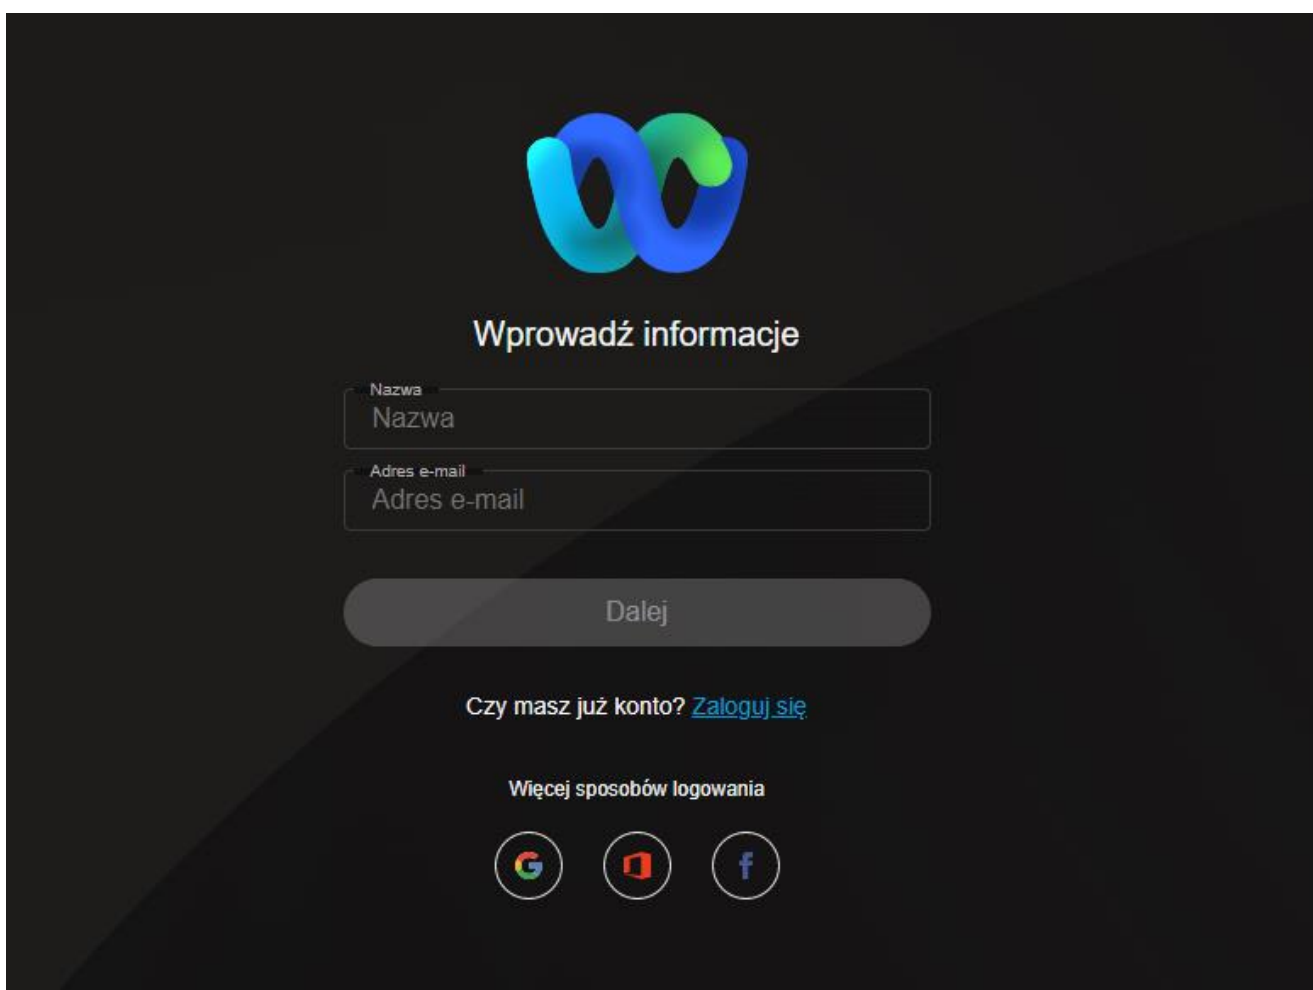 Wprowadź informacje
Nazwa
Nazwa
Adres e-mail
Adres e-mail
Dalej
Czy masz już konto? Zaloguj się
Więcej sposobów logowania